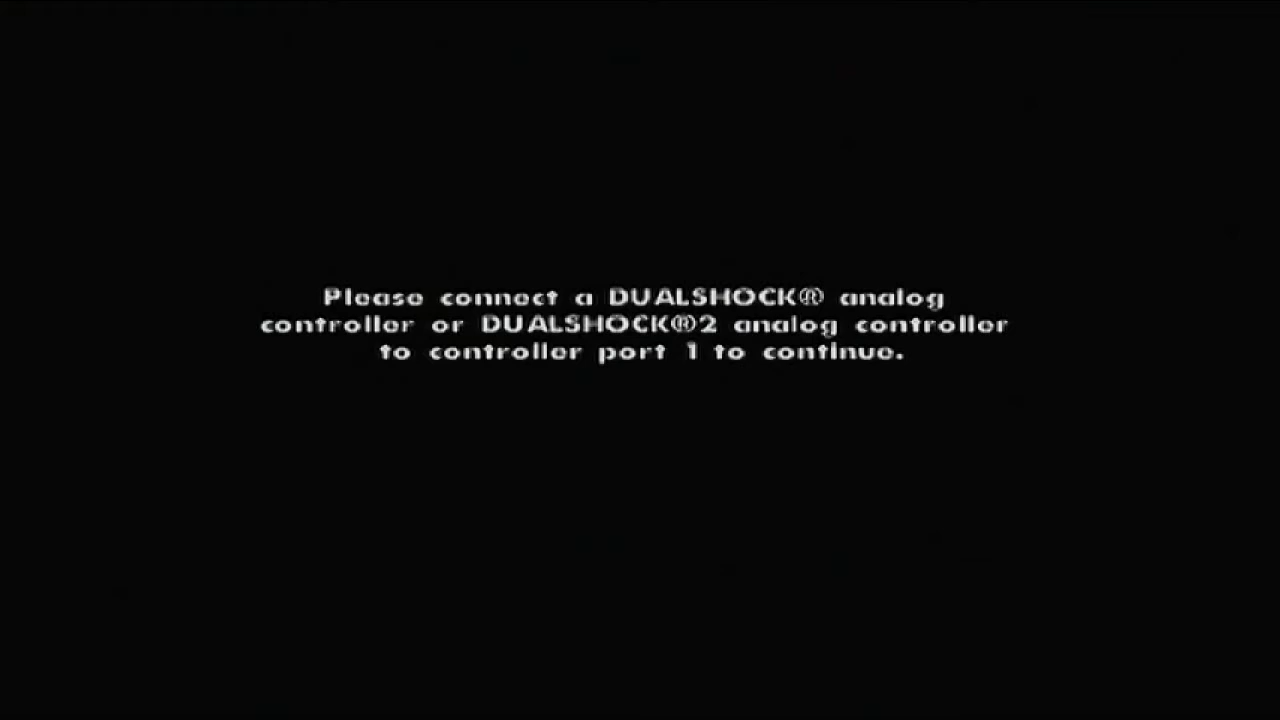 Please connect a DUALSHOCK® analog
controller or DUALSHOCK®2 analog controller
to controller port 1 to continue.